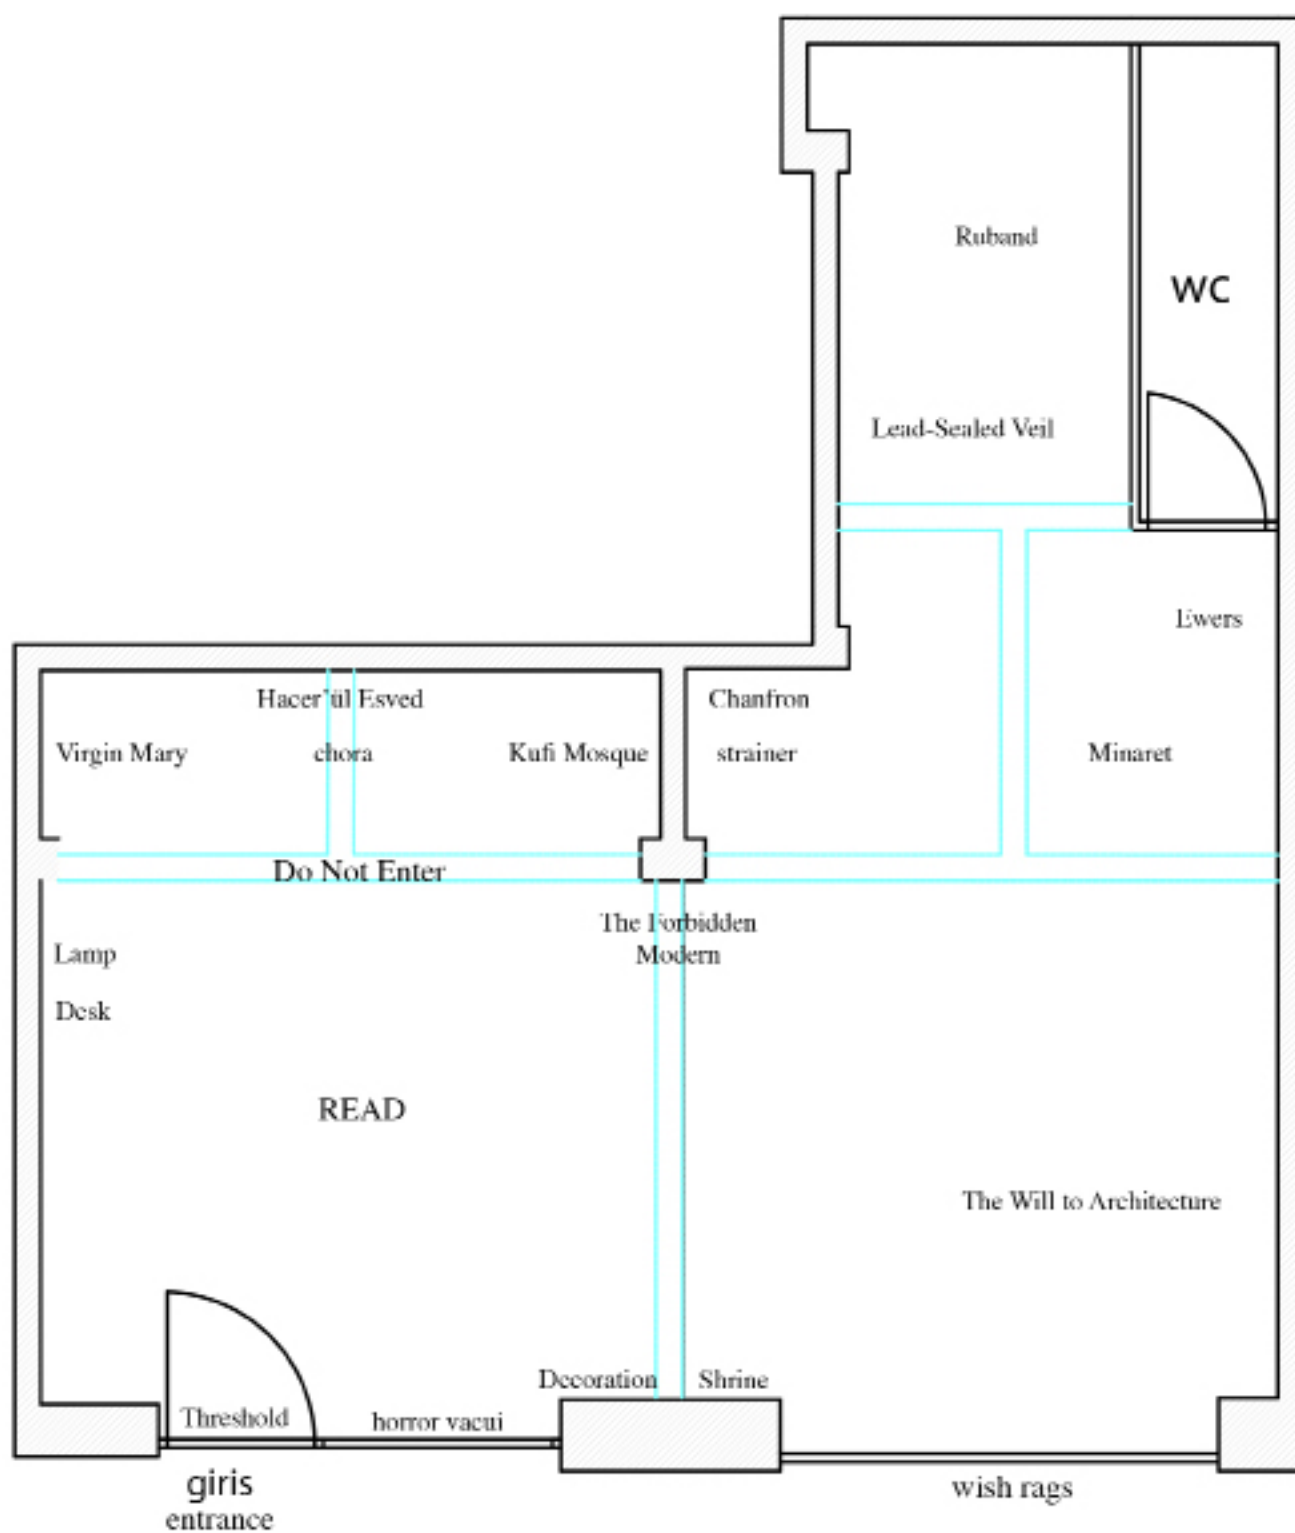 Ruband
WC
Lead-Sealed Veil
Ewers
Hacer'ül Esved
Chanfron
Virgin Mary
chora
Kufi Mosque
strainer
Minaret
Do Not Enter
The Forbidden
Modern
Lamp
Desk
READ
The Will to Architecture
Decoration
Shrine
Threshold
horror vacui
giris
entrance
wish rags